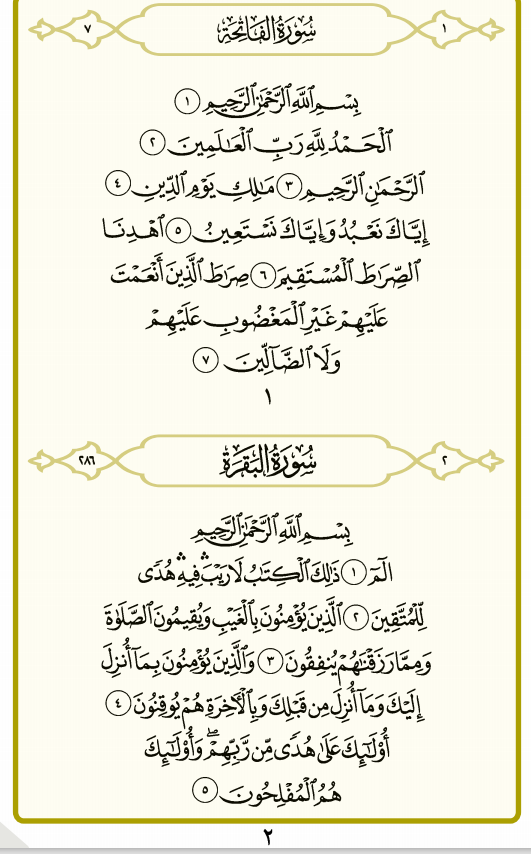 ١ سُورَةُ الْفَاتِحَةِ ٧
بِسْمِ ٱللَّهِ ٱلرَّحْمَٰنِ ٱلرَّحِيمِ ١
ٱلْحَمْدُ لِلَّهِ رَبِّ ٱلْعَٰلَمِينَ ٢
ٱلرَّحْمَٰنِ ٱلرَّحِيمِ ٣ مَٰلِكِ يَوْمِ ٱلدِّينِ ٤
إِيَّاكَ نَعْبُدُ وَإِيَّاكَ نَسْتَعِينُ ٥ ٱهْدِنَا
ٱلصِّرَٰطَ ٱلْمُسْتَقِيمَ ٦ صِرَٰطَ ٱلَّذِينَ أَنْعَمْتَ
عَلَيْهِمْ غَيْرِ ٱلْمَغْضُوبِ عَلَيْهِمْ
وَلَا ٱلضَّآلِّينَ ٧
١
٢ سُورَةُ الْبَقَرَةِ ٢٨٦
بِسْمِ ٱللَّهِ ٱلرَّحْمَٰنِ ٱلرَّحِيمِ
الٓمٓ ١ ذَٰلِكَ ٱلْكِتَٰبُ لَا رَيْبَ ۛ فِيهِ ۛ هُدًى
لِّلْمُتَّقِينَ ٢ ٱلَّذِينَ يُؤْمِنُونَ بِٱلْغَيْبِ وَيُقِيمُونَ ٱلصَّلَوٰةَ
وَمِمَّا رَزَقْنَٰهُمْ يُنفِقُونَ ٣ وَٱلَّذِينَ يُؤْمِنُونَ بِمَآ أُنزِلَ
إِلَيْكَ وَمَآ أُنزِلَ مِن قَبْلِكَ وَبِٱلْأَخِرَةِ هُمْ يُوقِنُونَ ٤
أُو۟لَٰٓئِكَ عَلَىٰ هُدًى مِّن رَّبِّهِمْ ۖ وَأُو۟لَٰٓئِكَ
هُمُ ٱلْمُفْلِحُونَ ٥
٢